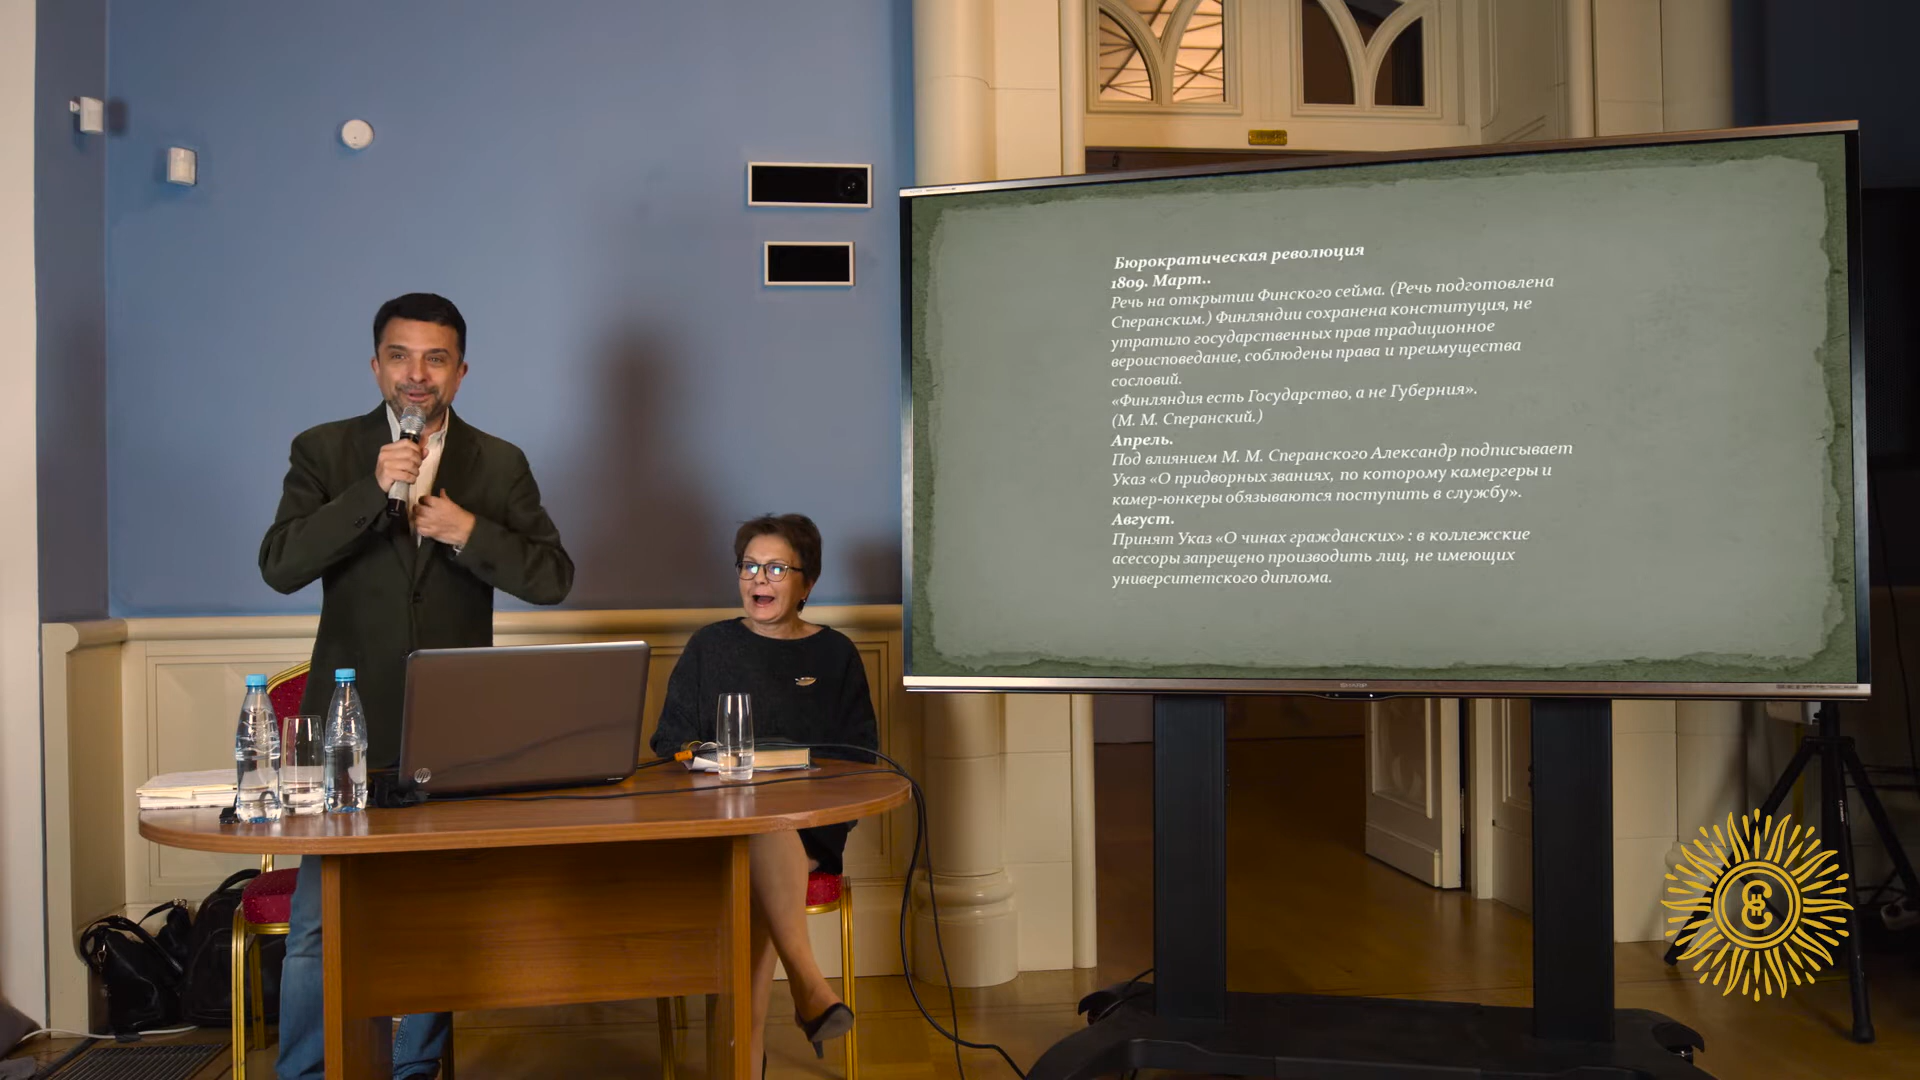 Бюрократическая революция
1809. Март..
Речь на открытии Финского сейма. (Речь подготовлена
Сперанским.) Финляндии сохранена конституция, не
утратило государственных прав традиционное
вероисповедание, соблюдены права и преимущества
сословий.
«Финляндия есть Государство, а не Губерния».
(М. М. Сперанский.)
Апрель.
Под влиянием М. М. Сперанского Александр подписывает
Указ «О придворных званиях, по которому камергеры и
камер-юнкеры обязываются поступить в службу».
Август.
Принят Указ «О чинах гражданских» : в коллежские
асессоры запрещено производить лиц, не имеющих
университетского диплома.
SHARP
hp